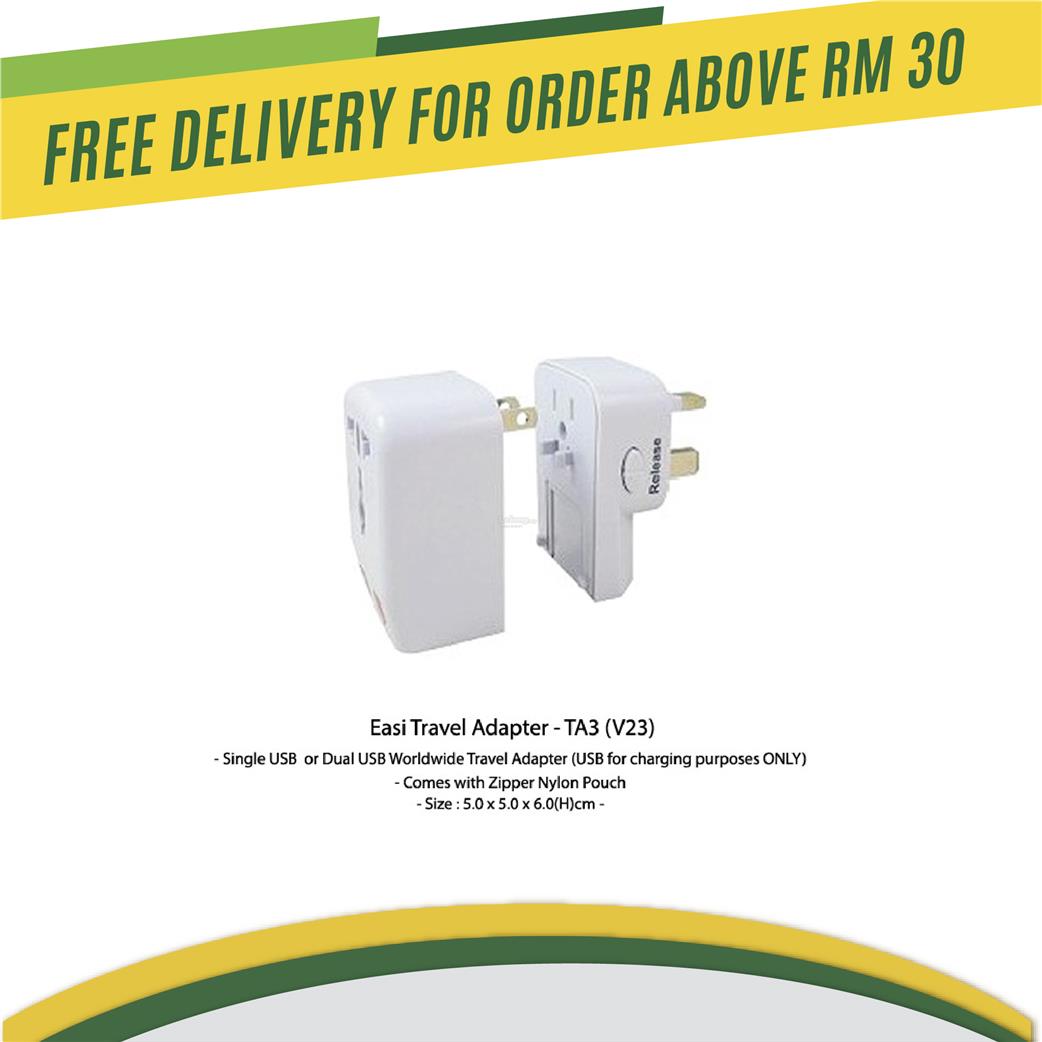 FREE DELIVERY FOR ORDER ABOVE RM 30
Release
Easi Travel Adapter - TA3 (V23)
- Single USB or Dual USB Worldwide Travel Adapter (USB for charging purposes ONLY)
- Comes with Zipper Nylon Pouch
- Size : 5.0 x 5.0 x 6.0(H)cm -